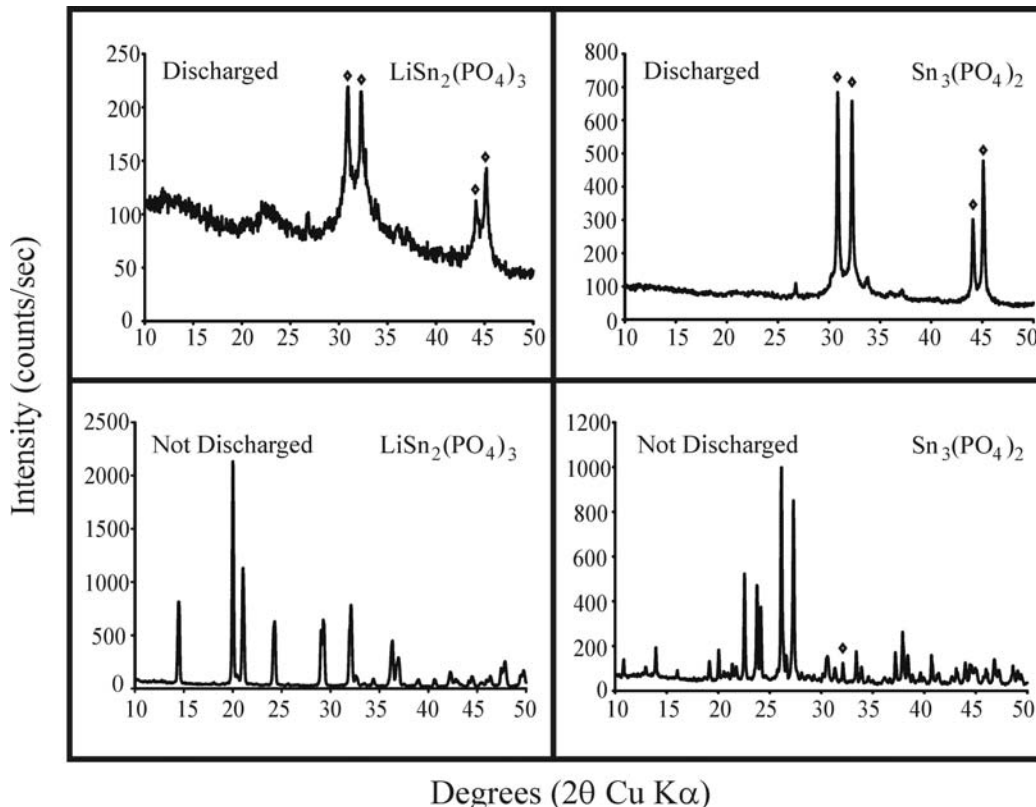 Intensity (counts/sec)
Discharged
LiSn₂(PO₄)₃
250
200
150
100
50
0
10 15 20 25 30 35 40 45 50
Discharged
Sn₃(PO₄)₂
800
700
600
500
400
300
200
100
0
10 15 20 25 30 35 40 45 50
Not Discharged
LiSn₂(PO₄)₃
2500
2000
1500
1000
500
0
10 15 20 25 30 35 40 45 50
Not Discharged
Sn₃(PO₄)₂
1200
1000
800
600
400
200
0
10 15 20 25 30 35 40 45 50
Degrees (2θ Cu Kα)